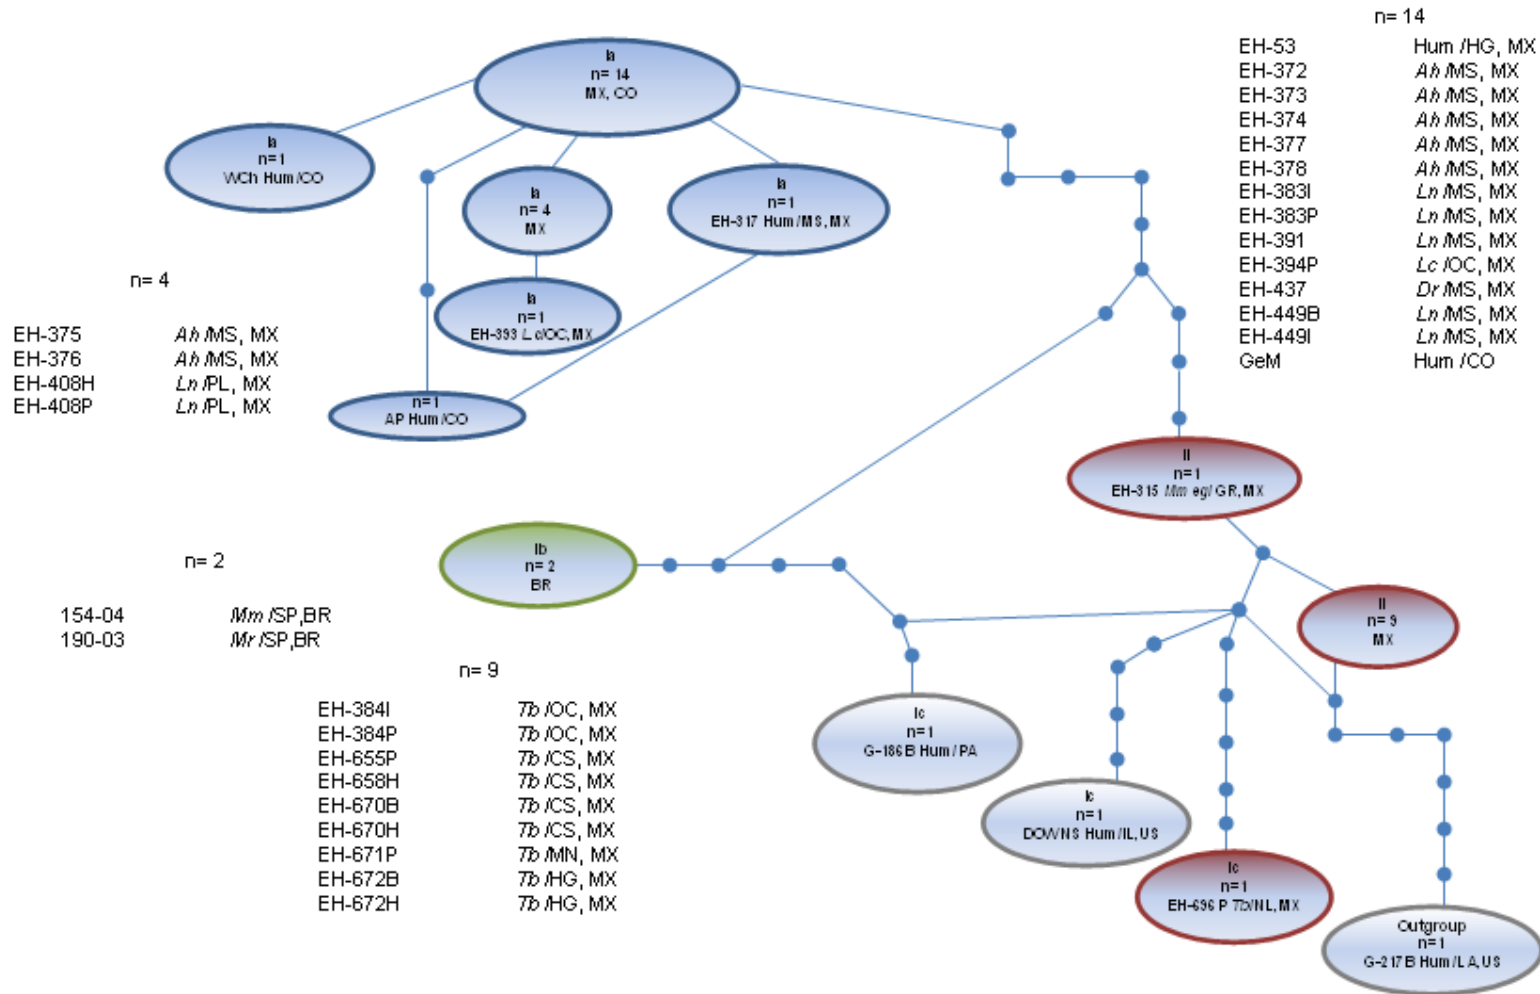 n= 14
EH-53 Hum /HG, MX
EH-372 Ah /MS, MX
EH-373 Ah /MS, MX
EH-374 Ah /MS, MX
EH-377 Ah /MS, MX
EH-378 Ah /MS, MX
EH-383I Ln /MS, MX
EH-383P Ln /MS, MX
EH-391 Ln /MS, MX
EH-394P Lc /OC, MX
EH-437 Dr /MS, MX
EH-449B Ln /MS, MX
EH-449I Ln /MS, MX
GeM Hum /CO
Ia
n= 14
MX, CO
Ia
n=1
WCh Hum /CO
Ia
n= 4
MX
Ia
n=1
EH-317 Hum /MS, MX
Ia
n=1
EH-393 L c/OC, MX
n=1
AP Hum /CO
n= 4
EH-375 Ah /MS, MX
EH-376 Ah /MS, MX
EH-408H Ln /PL, MX
EH-408P Ln /PL, MX
II
n=1
EH-315 Mm eg/ GR, MX
Ib
n= 2
BR
n= 2
154-04 Mm /SP,BR
190-03 Mr /SP,BR
II
n= 9
MX
n= 9
EH-384I Tb /OC, MX
EH-384P Tb /OC, MX
EH-655P Tb /CS, MX
EH-658H Tb /CS, MX
EH-670B Tb /CS, MX
EH-670H Tb /CS, MX
EH-671P Tb /MN, MX
EH-672B Tb /HG, MX
EH-672H Tb /HG, MX
Ic
n=1
G-186B Hum / PA
Ic
n=1
DOWNS Hum /IL, US
Ic
n=1
EH-696 P Tb/NL, MX
Outgroup
n=1
G-217B Hum /LA, US